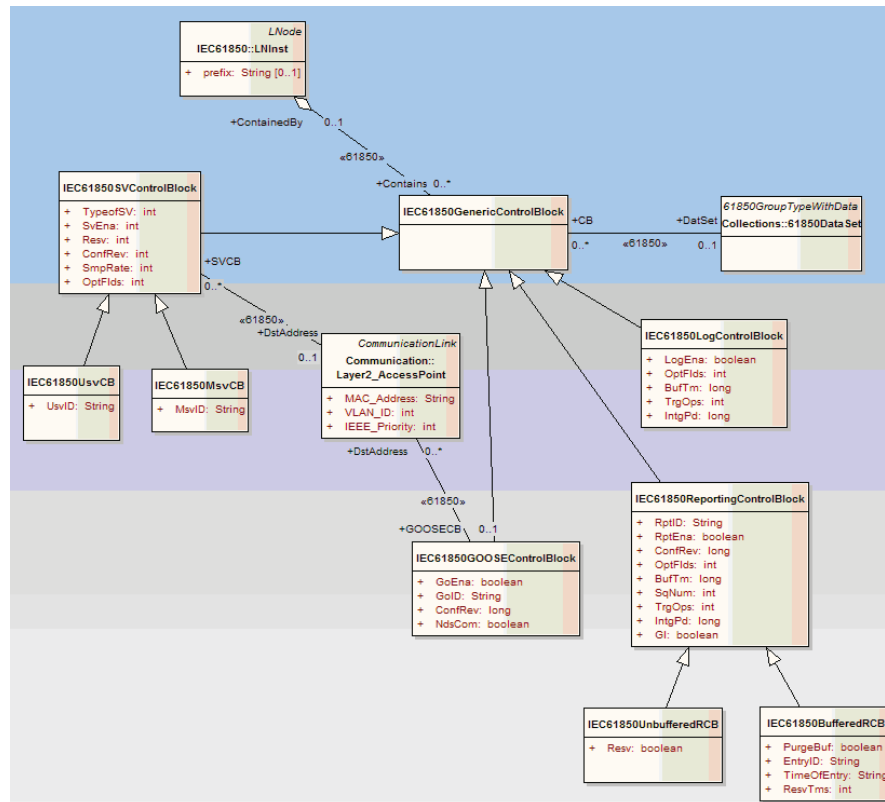 LNode
IEC61850::LNInst
+ prefix: String [0..1]
+ContainedBy 0..1
«61850»
+Contains 0..*
IEC61850SVControlBlock
+ TypeofSV: int
+ SvEna: int
+ Resv: int
+ ConfRev: int
+ SmpRate: int
+ OptFlds: int
IEC61850GenericControlBlock
+CB
0..*
«61850»
+DatSet
0..1
61850GroupTypeWithData
Collections::61850DataSet
+SVCB
0..*
«61850»
+DstAddress
0..1
CommunicationLink
Communication::
Layer2_AccessPoint
+ MAC_Address: String
+ VLAN_ID: int
+ IEEE_Priority: int
IEC61850LogControlBlock
+ LogEna: boolean
+ OptFlds: int
+ BufTm: long
+ TrgOps: int
+ IntgPd: long
IEC61850UsvCB
+ UsvID: String
IEC61850MsvCB
+ MsvID: String
+DstAddress 0..*
«61850»
+GOOSECB 0..1
IEC61850GOOSEControlBlock
+ GoEna: boolean
+ GoID: String
+ ConfRev: long
+ NdsCom: boolean
IEC61850ReportingControlBlock
+ RptID: String
+ RptEna: boolean
+ ConfRev: long
+ OptFlds: int
+ BufTm: long
+ SqNum: int
+ TrgOps: int
+ IntgPd: long
+ GI: boolean
IEC61850UnbufferedRCB
+ Resv: boolean
IEC61850BufferedRCB
+ PurgeBuf: boolean
+ EntryID: String
+ TimeOfEntry: String
+ ResvTms: int